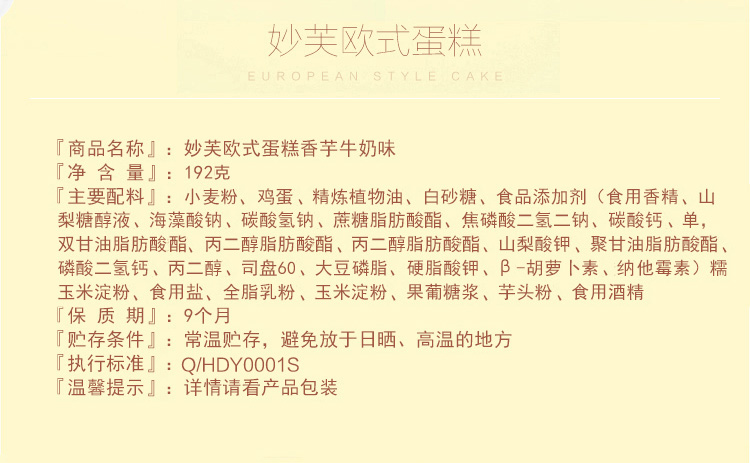 妙芙欧式蛋糕
EUROPEAN STYLE CAKE
『商品名称』：妙芙欧式蛋糕香芋牛奶味
『净 含 量』：192克
『主要配料』：小麦粉、鸡蛋、精炼植物油、白砂糖、食品添加剂（食用香精、山
梨糖醇液、海藻酸钠、碳酸氢钠、蔗糖脂肪酸酯、焦磷酸二氢二钠、碳酸钙、单，
双甘油脂肪酸酯、丙二醇脂肪酸酯、丙二醇脂肪酸酯、山梨酸钾、聚甘油脂肪酸酯、
磷酸二氢钙、丙二醇、司盘60、大豆磷脂、硬脂酸钾、β-胡萝卜素、纳他霉素）糯
玉米淀粉、食用盐、全脂乳粉、玉米淀粉、果葡糖浆、芋头粉、食用酒精
『保 质 期』：9个月
『贮存条件』：常温贮存，避免放于日晒、高温的地方
『执行标准』：Q/HDY0001S
『温馨提示』：详情请看产品包装